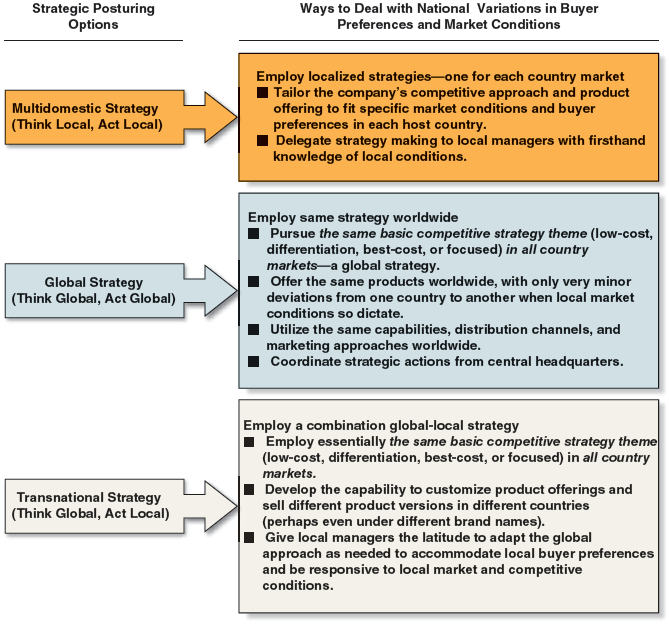 Strategic Posturing
Options
Ways to Deal with National Variations in Buyer
Preferences and Market Conditions
Multidomestic Strategy
(Think Local, Act Local)
Employ localized strategies—one for each country market
■ Tailor the company's competitive approach and product
offering to fit specific market conditions and buyer
preferences in each host country.
■ Delegate strategy making to local managers with firsthand
knowledge of local conditions.
Global Strategy
(Think Global, Act Global)
Employ same strategy worldwide
■ Pursue the same basic competitive strategy theme (low-cost,
differentiation, best-cost, or focused) in all country
markets—a global strategy.
■ Offer the same products worldwide, with only very minor
deviations from one country to another when local market
conditions so dictate.
■ Utilize the same capabilities, distribution channels, and
marketing approaches worldwide.
■ Coordinate strategic actions from central headquarters.
Transnational Strategy
(Think Global, Act Local)
Employ a combination global-local strategy
■ Employ essentially the same basic competitive strategy theme
(low-cost, differentiation, best-cost, or focused) in all country
markets.
■ Develop the capability to customize product offerings and
sell different product versions in different countries
(perhaps even under different brand names).
■ Give local managers the latitude to adapt the global
approach as needed to accommodate local buyer preferences
and be responsive to local market and competitive
conditions.